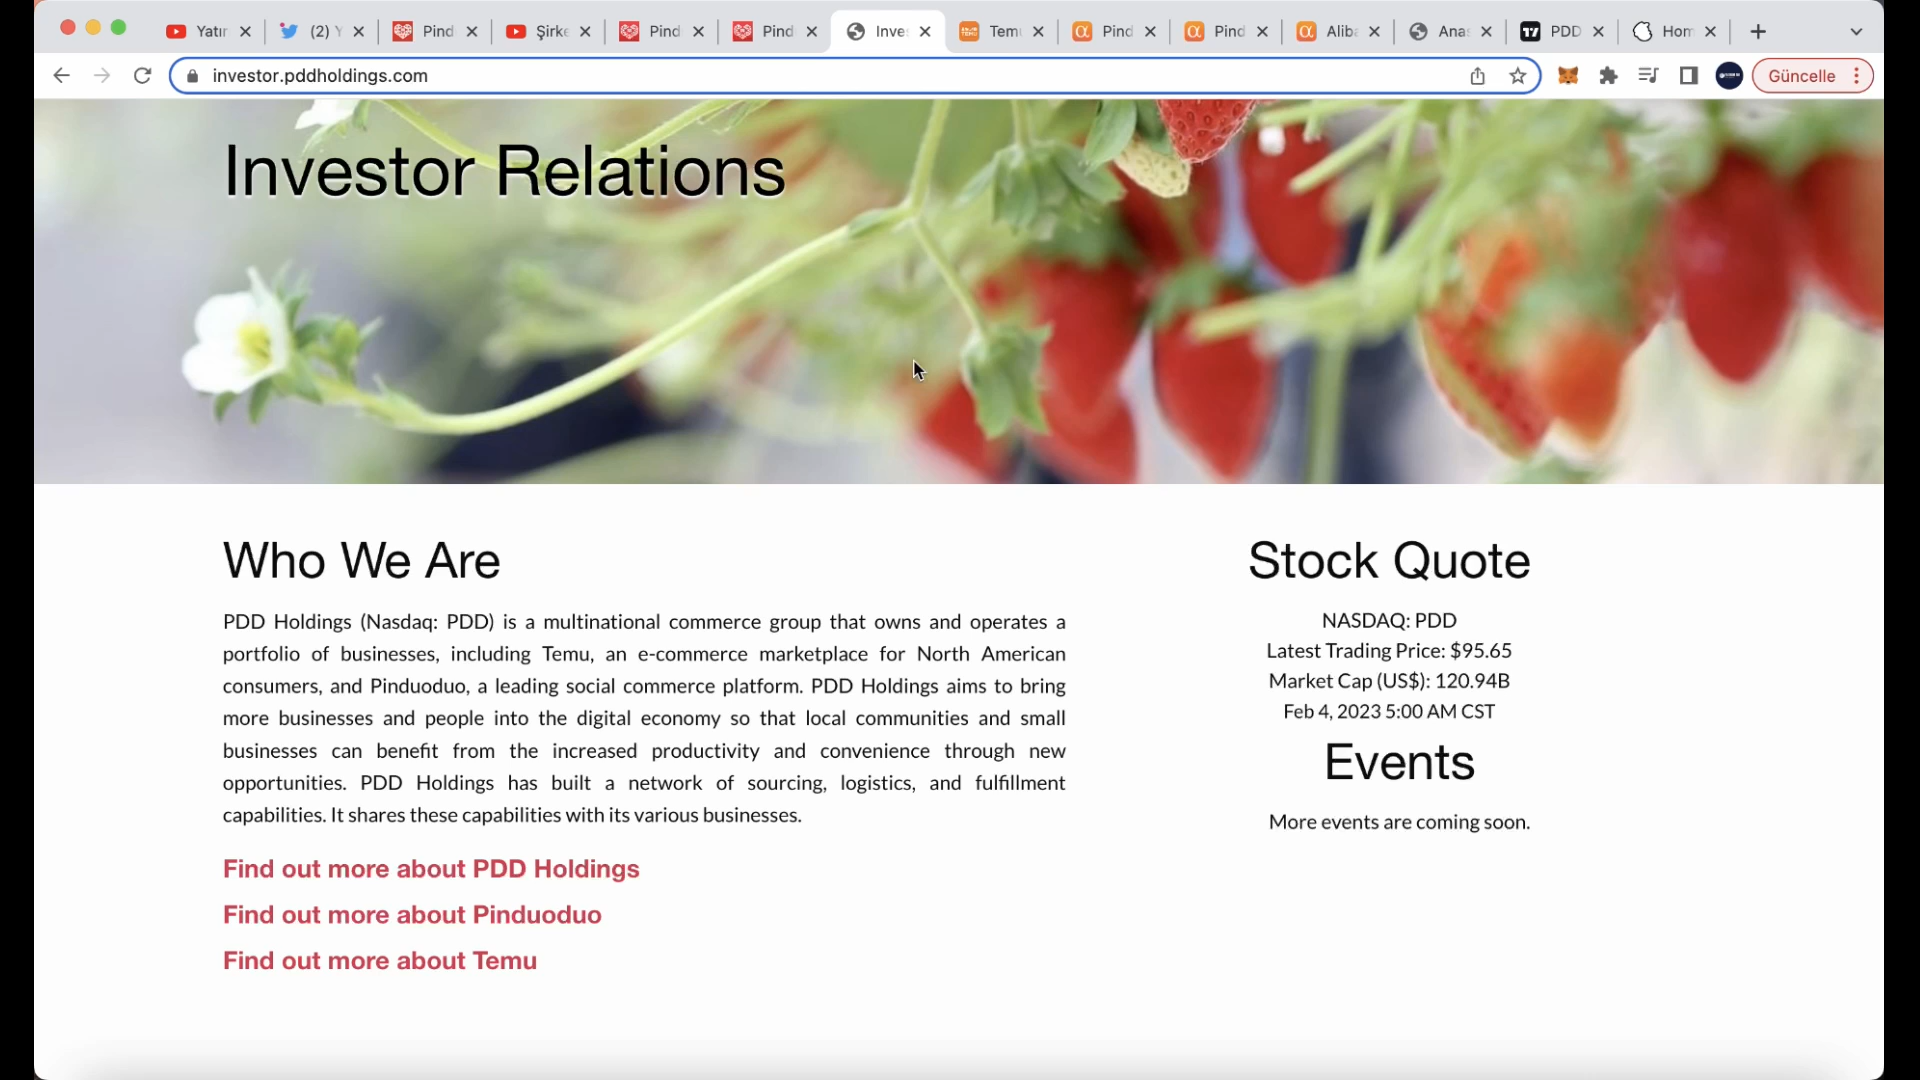 Yatır
(2) Y
Pind
Şirke
Pind
Pind
Inves
Temu
Pind
Pind
Aliba
Anas
PDD
Hom
investor.pddholdings.com
Güncelle
Investor Relations
Who We Are
PDD Holdings (Nasdaq: PDD) is a multinational commerce group that owns and operates a
portfolio of businesses, including Temu, an e-commerce marketplace for North American
consumers, and Pinduoduo, a leading social commerce platform. PDD Holdings aims to bring
more businesses and people into the digital economy so that local communities and small
businesses can benefit from the increased productivity and convenience through new
opportunities. PDD Holdings has built a network of sourcing, logistics, and fulfillment
capabilities. It shares these capabilities with its various businesses.
Find out more about PDD Holdings
Find out more about Pinduoduo
Find out more about Temu
Stock Quote
NASDAQ: PDD
Latest Trading Price: $95.65
Market Cap (US$): 120.94B
Feb 4, 2023 5:00 AM CST
Events
More events are coming soon.